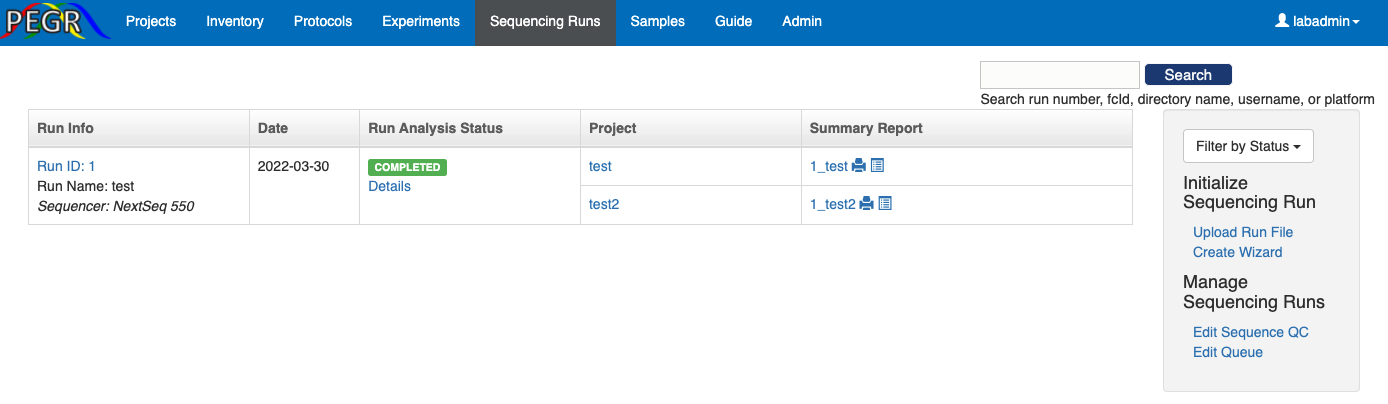 PEGR Projects Inventory Protocols Experiments Sequencing Runs Samples Guide Admin labadmin
Search
Search run number, fcId, directory name, username, or platform
Run Info Date Run Analysis Status Project Summary Report
Run ID: 1 2022-03-30 COMPLETED test 1_test
Run Name: test Details
Sequencer: NextSeq 550 test2 1_test2
Filter by Status
Initialize
Sequencing Run
Upload Run File
Create Wizard
Manage
Sequencing Runs
Edit Sequence QC
Edit Queue